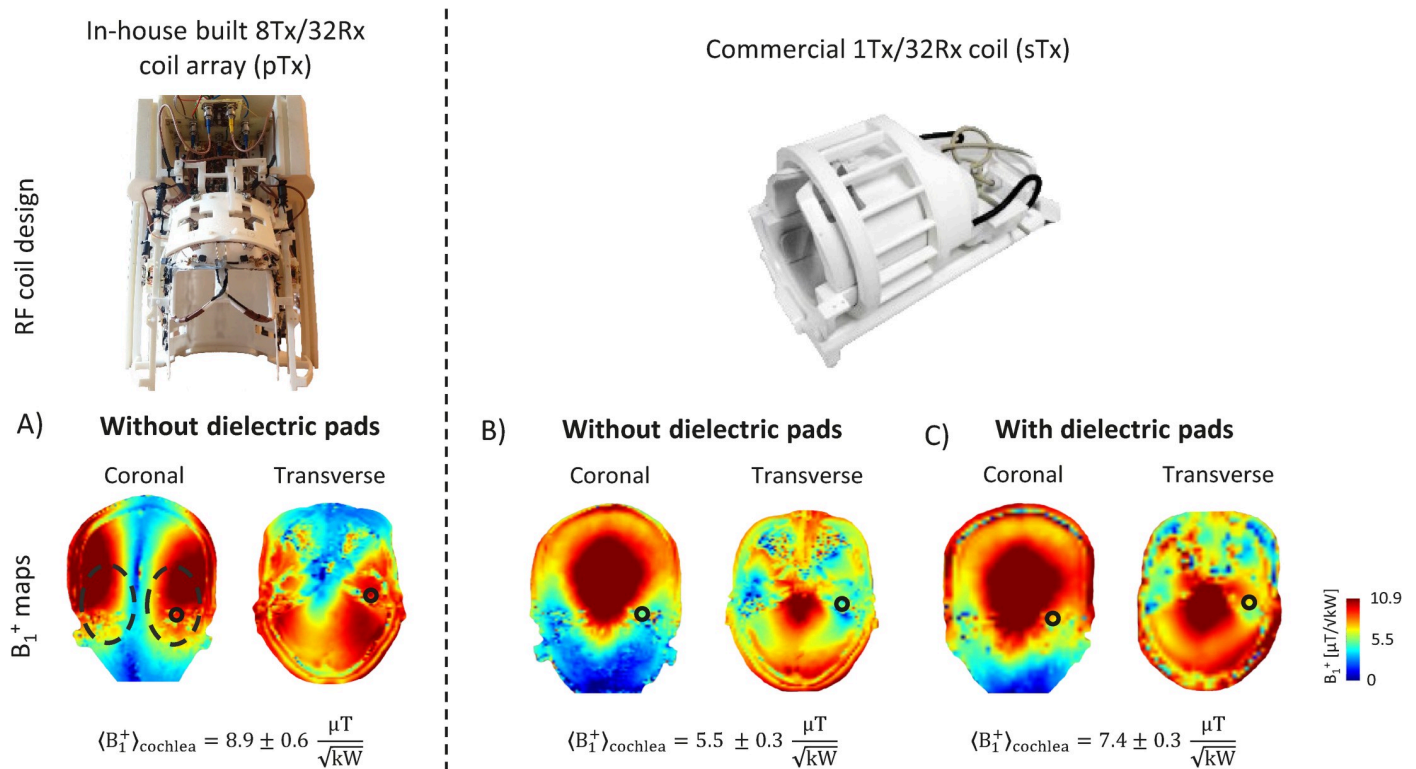 In-house built 8Tx/32Rx
coil array (pTx)
Commercial 1Tx/32Rx coil (sTx)
RF coil design
A)
Without dielectric pads
Coronal
Transverse
B)
Without dielectric pads
Coronal
Transverse
C)
With dielectric pads
Coronal
Transverse
B₁⁺ maps
10.9
5.5
0
B₁⁺ [µT/√kW]
⟨B₁⁺⟩cochlea = 8.9 ± 0.6 µT/√kW
⟨B₁⁺⟩cochlea = 5.5 ± 0.3 µT/√kW
⟨B₁⁺⟩cochlea = 7.4 ± 0.3 µT/√kW